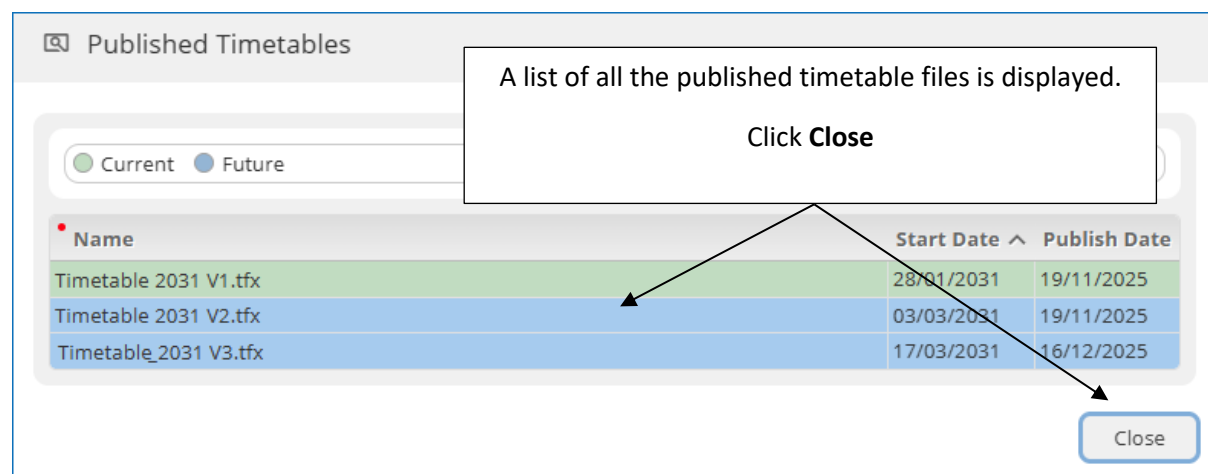 Published Timetables
A list of all the published timetable files is displayed.
Click Close
Current Future
Name Start Date Publish Date
Timetable 2031 V1.tfx 28/01/2031 19/11/2025
Timetable 2031 V2.tfx 03/03/2031 19/11/2025
Timetable_2031 V3.tfx 17/03/2031 16/12/2025
Close